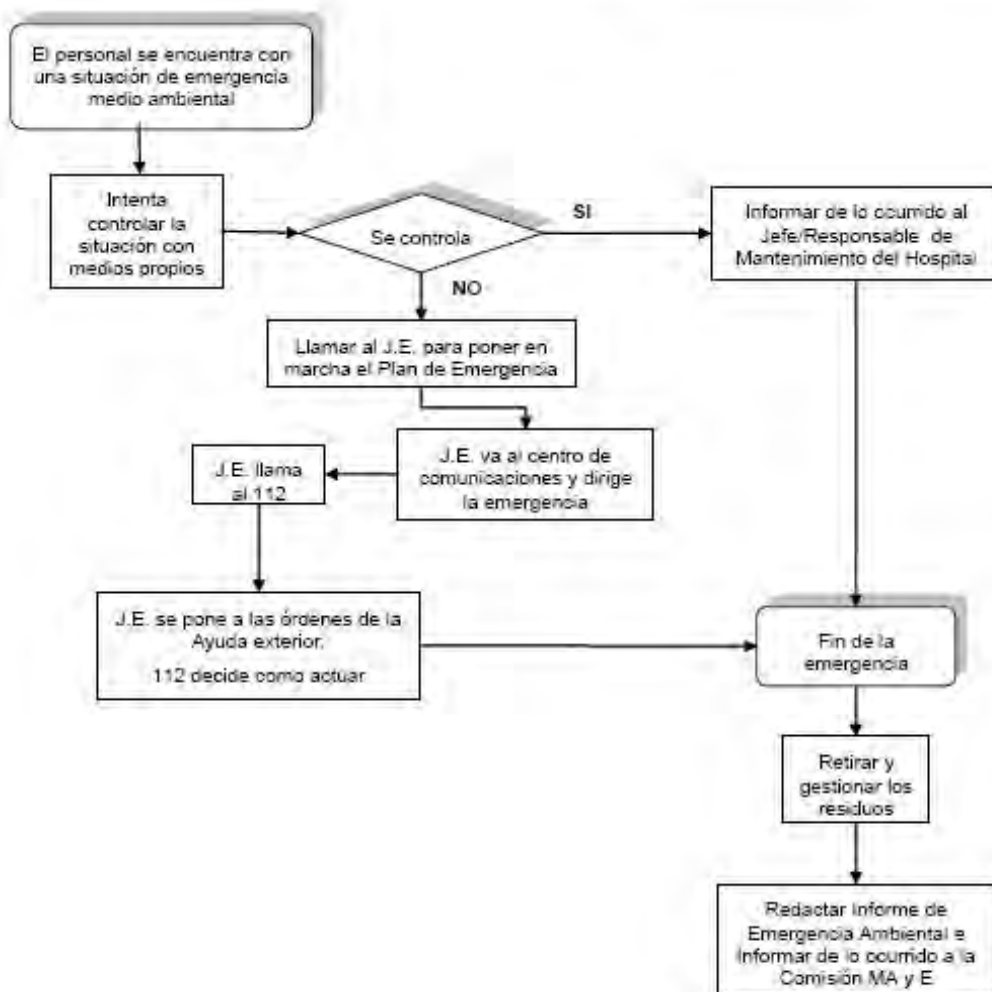 El personal se encuentra con
una situación de emergencia
medio ambiental
Intenta
controlar la
situación con
medios propios
Se controla
SI
Informar de lo ocurrido al
Jefe/Responsable de
Mantenimiento del Hospital
NO
Llamar al J.E. para poner en
marcha el Plan de Emergencia
J.E. va al centro de
comunicaciones y dirige
la emergencia
J.E. llama
al 112
J.E. se pone a las órdenes de la
Ayuda exterior.
112 decide como actuar
Fin de la
emergencia
Retirar y
gestionar los
residuos
Redactar Informe de
Emergencia Ambiental e
Informar de lo ocurrido a la
Comisión MA y E